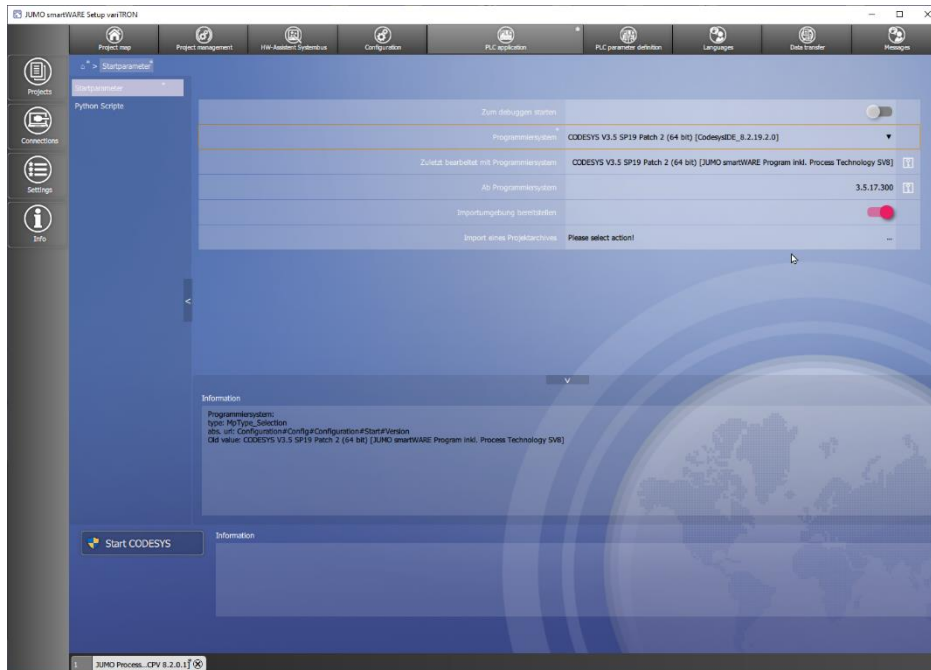 JUMO smartWARE Setup variTRON
Project map
Project management
HW-Assistent Systembus
Configuration
PLC application
PLC parameter definition
Languages
Data transfer
Messages
> Startparameter
Projects
Connections
Settings
Info
Startparameter
Python Scripte
Zum debuggen starten
Programmiersystem CODESYS V3.5 SP19 Patch 2 (64 bit) [CodesysIDE_8.2.19.2.0]
Zuletzt bearbeitet mit Programmiersystem CODESYS V3.5 SP19 Patch 2 (64 bit) [JUMO smartWARE Program inkl. Process Technology SV8]
Ab Programmiersystem 3.5.17.300
Importumgebung bereitstellen
Import eines Projektarchives Please select action! ...
Information
Programmiersystem:
type: MpType_Selection
abs. url: Configuration#Config#Configuration#Start#Version
Old value: CODESYS V3.5 SP19 Patch 2 (64 bit) [JUMO smartWARE Program inkl. Process Technology SV8]
Start CODESYS
Information
1 JUMO Process...CPV 8.2.0.1